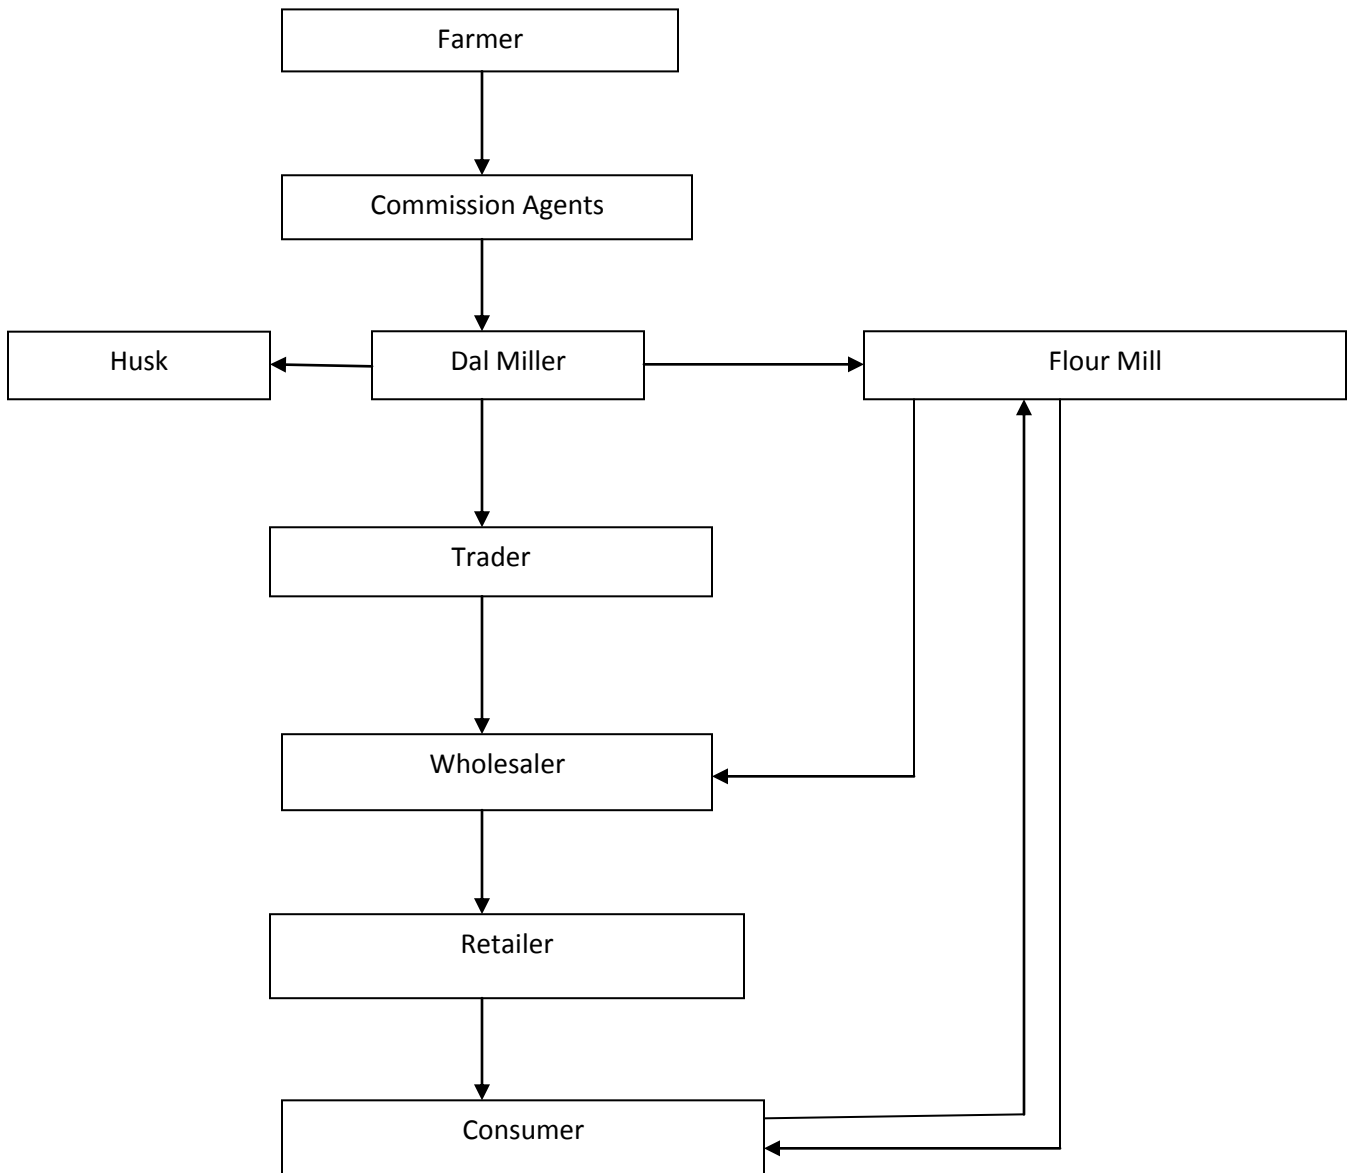 Farmer
Commission Agents
Husk
Dal Miller
Flour Mill
Trader
Wholesaler
Retailer
Consumer